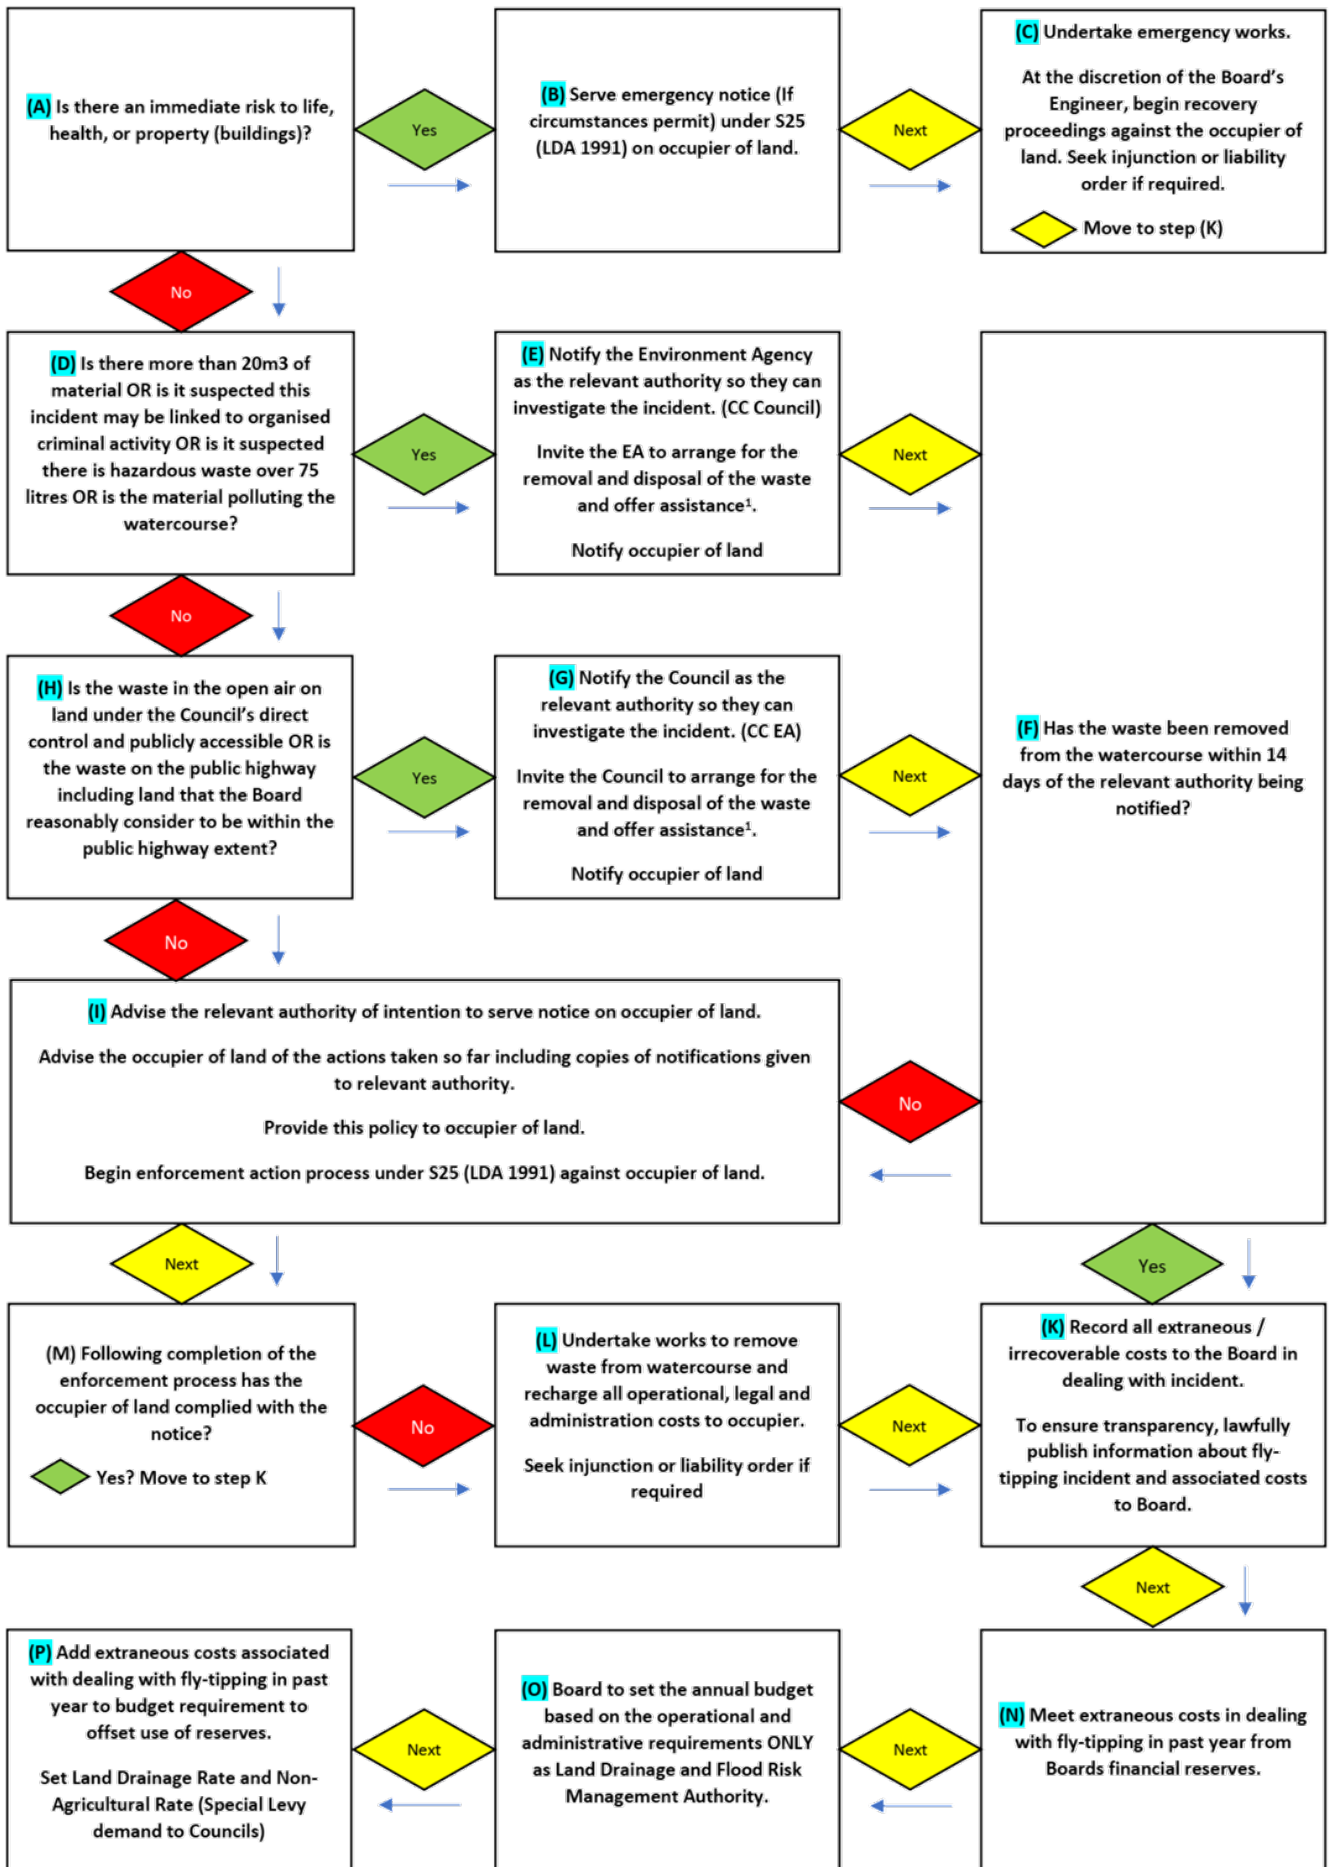 (A) Is there an immediate risk to life,
health, or property (buildings)?
Yes
(B) Serve emergency notice (If
circumstances permit) under S25
(LDA 1991) on occupier of land.
Next
(C) Undertake emergency works.
At the discretion of the Board's
Engineer, begin recovery
proceedings against the occupier of
land. Seek injunction or liability
order if required.
Move to step (K)
No
(D) Is there more than 20m3 of
material OR is it suspected this
incident may be linked to organised
criminal activity OR is it suspected
there is hazardous waste over 75
litres OR is the material polluting the
watercourse?
Yes
(E) Notify the Environment Agency
as the relevant authority so they can
investigate the incident. (CC Council)
Invite the EA to arrange for the
removal and disposal of the waste
and offer assistance¹.
Notify occupier of land
Next
No
(H) Is the waste in the open air on
land under the Council's direct
control and publicly accessible OR is
the waste on the public highway
including land that the Board
reasonably consider to be within the
public highway extent?
Yes
(G) Notify the Council as the
relevant authority so they can
investigate the incident. (CC EA)
Invite the Council to arrange for the
removal and disposal of the waste
and offer assistance¹.
Notify occupier of land
Next
(F) Has the waste been removed
from the watercourse within 14
days of the relevant authority being
notified?
No
(I) Advise the relevant authority of intention to serve notice on occupier of land.
Advise the occupier of land of the actions taken so far including copies of notifications given
to relevant authority.
Provide this policy to occupier of land.
Begin enforcement action process under S25 (LDA 1991) against occupier of land.
No
Next
Yes
(M) Following completion of the
enforcement process has the
occupier of land complied with the
notice?
Yes? Move to step K
No
(L) Undertake works to remove
waste from watercourse and
recharge all operational, legal and
administration costs to occupier.
Seek injunction or liability order if
required
Next
(K) Record all extraneous /
irrecoverable costs to the Board in
dealing with incident.
To ensure transparency, lawfully
publish information about fly-
tipping incident and associated costs
to Board.
Next
(P) Add extraneous costs associated
with dealing with fly-tipping in past
year to budget requirement to
offset use of reserves.
Set Land Drainage Rate and Non-
Agricultural Rate (Special Levy
demand to Councils)
Next
(O) Board to set the annual budget
based on the operational and
administrative requirements ONLY
as Land Drainage and Flood Risk
Management Authority.
Next
(N) Meet extraneous costs in dealing
with fly-tipping in past year from
Boards financial reserves.